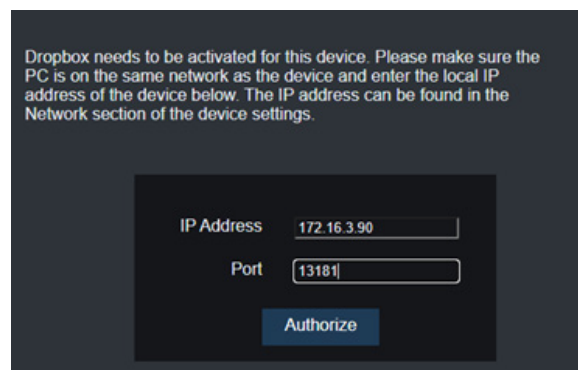 Dropbox needs to be activated for this device. Please make sure the
PC is on the same network as the device and enter the local IP
address of the device below. The IP address can be found in the
Network section of the device settings.
IP Address 172.16.3.90
Port 13181
Authorize